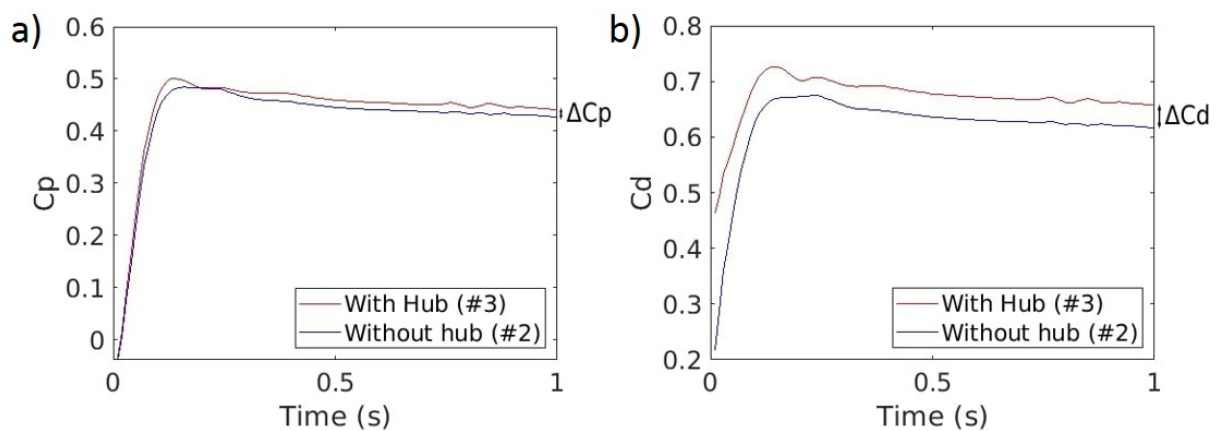 a)
0.6
0.5
0.4
0.3
0.2
0.1
0
Cp
0
0.5
1
Time (s)
With Hub (#3)
Without hub (#2)
ΔCp
b)
0.8
0.7
0.6
0.5
0.4
0.3
0.2
Cd
0
0.5
1
Time (s)
With Hub (#3)
Without hub (#2)
ΔCd